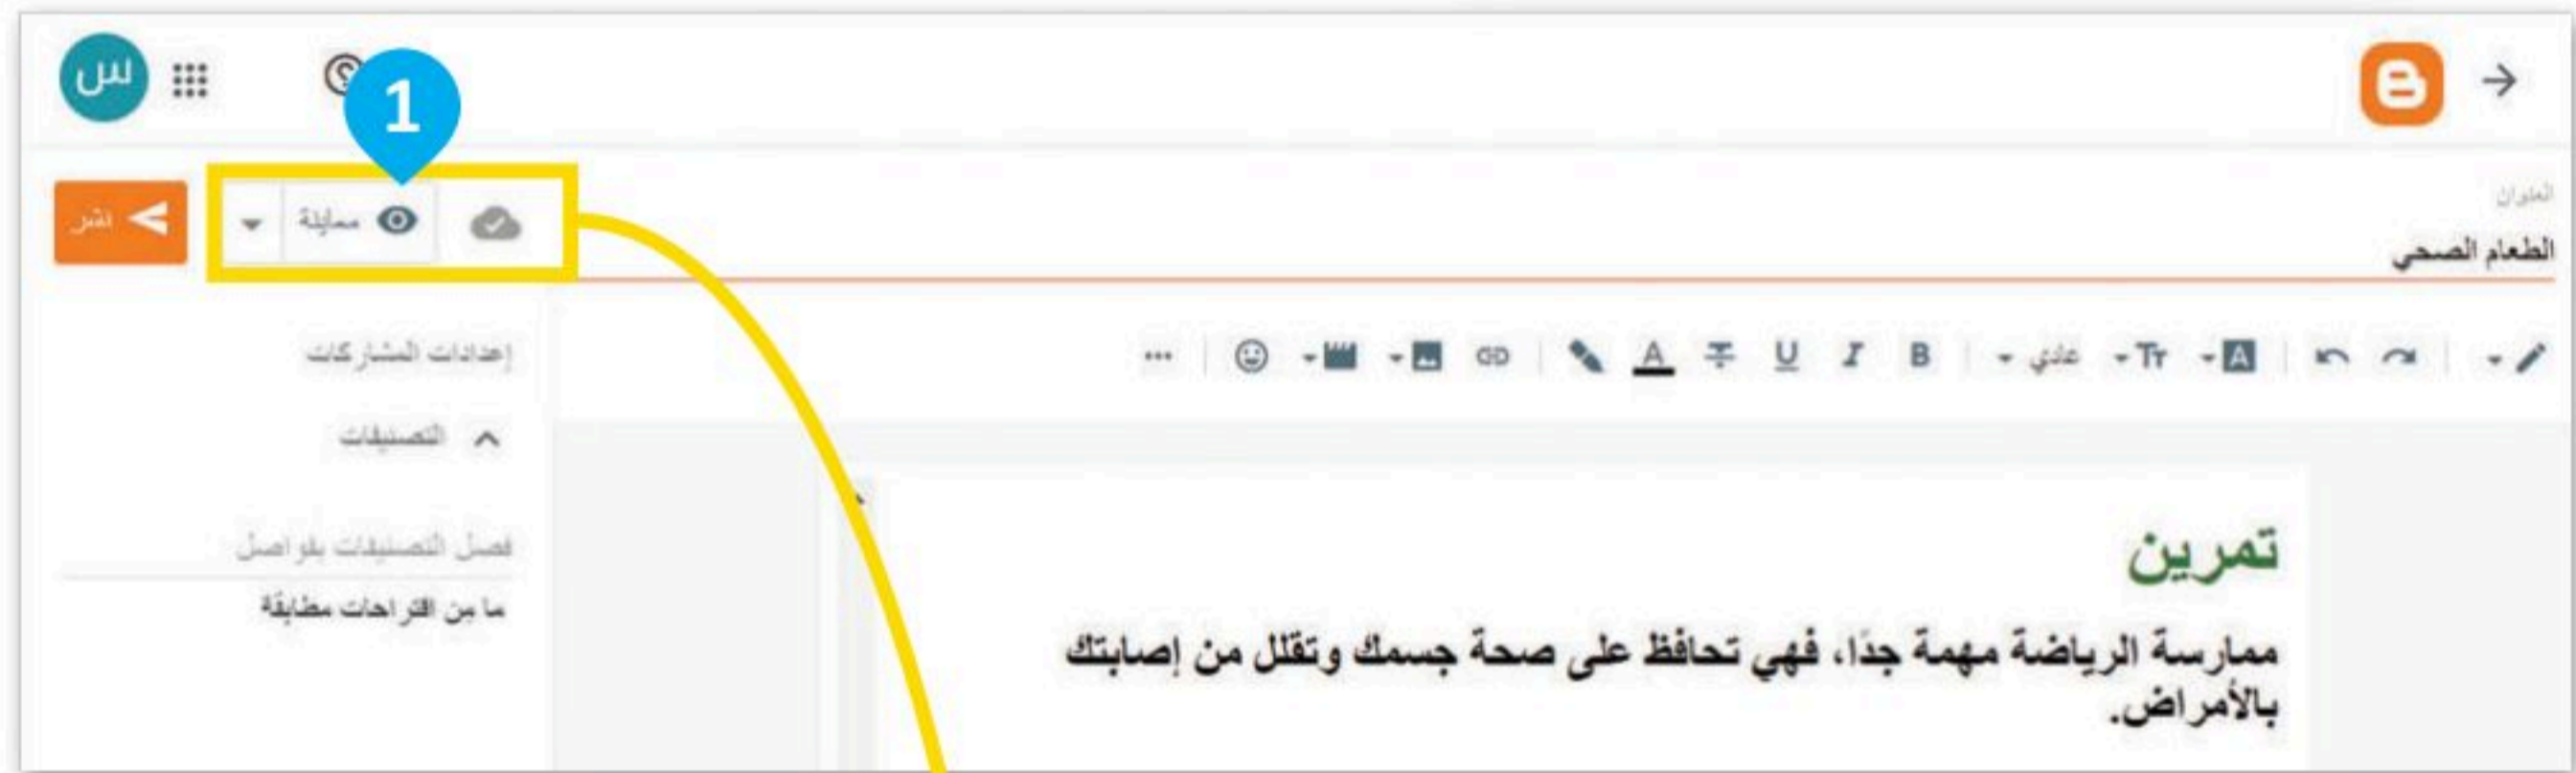 س
1
العنوان
الطعام الصحي
معاينة
نشر
عادي
إعدادات المشاركات
التصنيفات
فصل التصنيفات بفواصل
ما من اقتراحات مطابقة
تمرين
ممارسة الرياضة مهمة جدًا، فهي تحافظ على صحة جسمك وتقلل من إصابتك
بالأمراض.